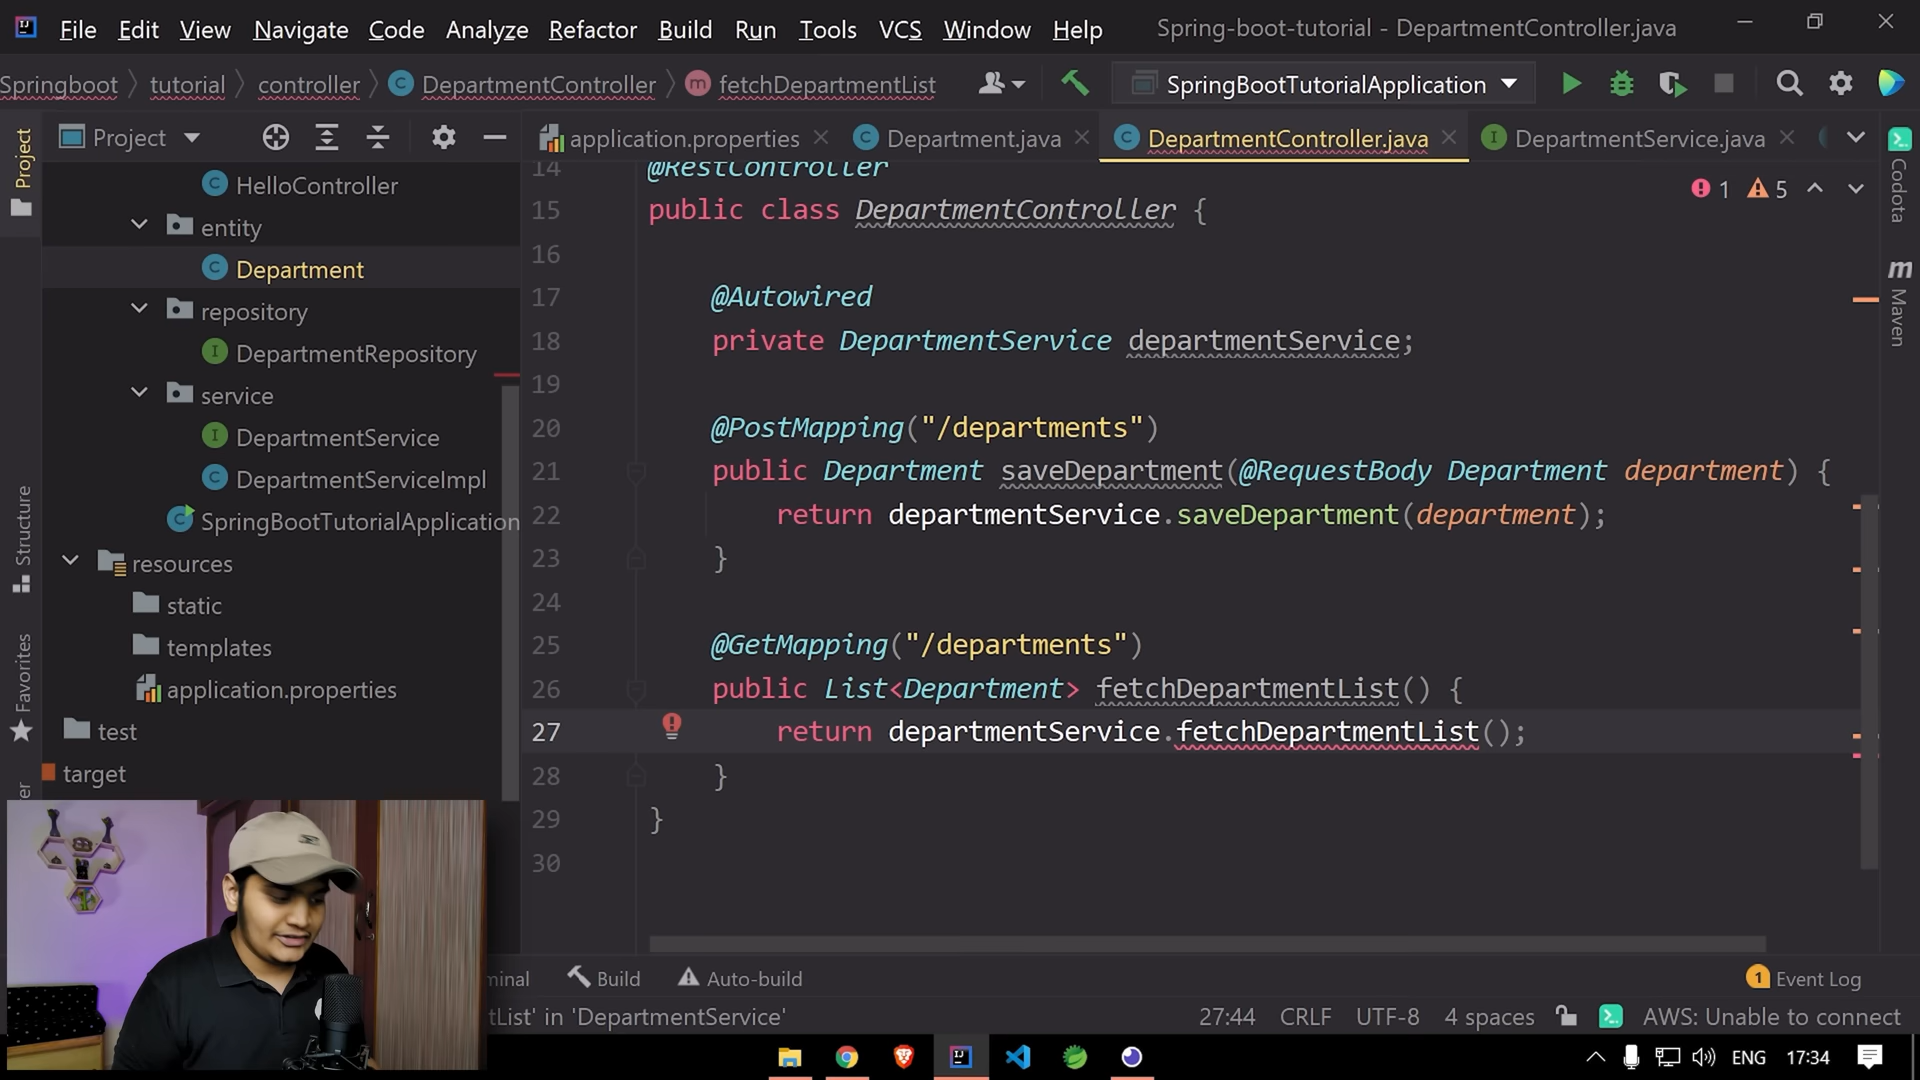 File Edit View Navigate Code Analyze Refactor Build Run Tools VCS Window Help Spring-boot-tutorial - DepartmentController.java
Springboot tutorial controller DepartmentController fetchDepartmentList SpringBootTutorialApplication
Project
application.properties Department.java DepartmentController.java DepartmentService.java
Project
HelloController
entity
Department
repository
DepartmentRepository
service
DepartmentService
DepartmentServiceImpl
SpringBootTutorialApplication
resources
static
templates
application.properties
test
target
Structure
Favorites
14 @RestController
15 public class DepartmentController {
1 5
16
17 @Autowired
18 private DepartmentService departmentService;
19
20 @PostMapping("/departments")
21 public Department saveDepartment(@RequestBody Department department) {
22 return departmentService.saveDepartment(department);
23 }
24
25 @GetMapping("/departments")
26 public List<Department> fetchDepartmentList() {
27 return departmentService.fetchDepartmentList();
28 }
29 }
30
Codota
Maven
minal Build Auto-build 1 Event Log
tList' in 'DepartmentService' 27:44 CRLF UTF-8 4 spaces AWS: Unable to connect
ENG 17:34